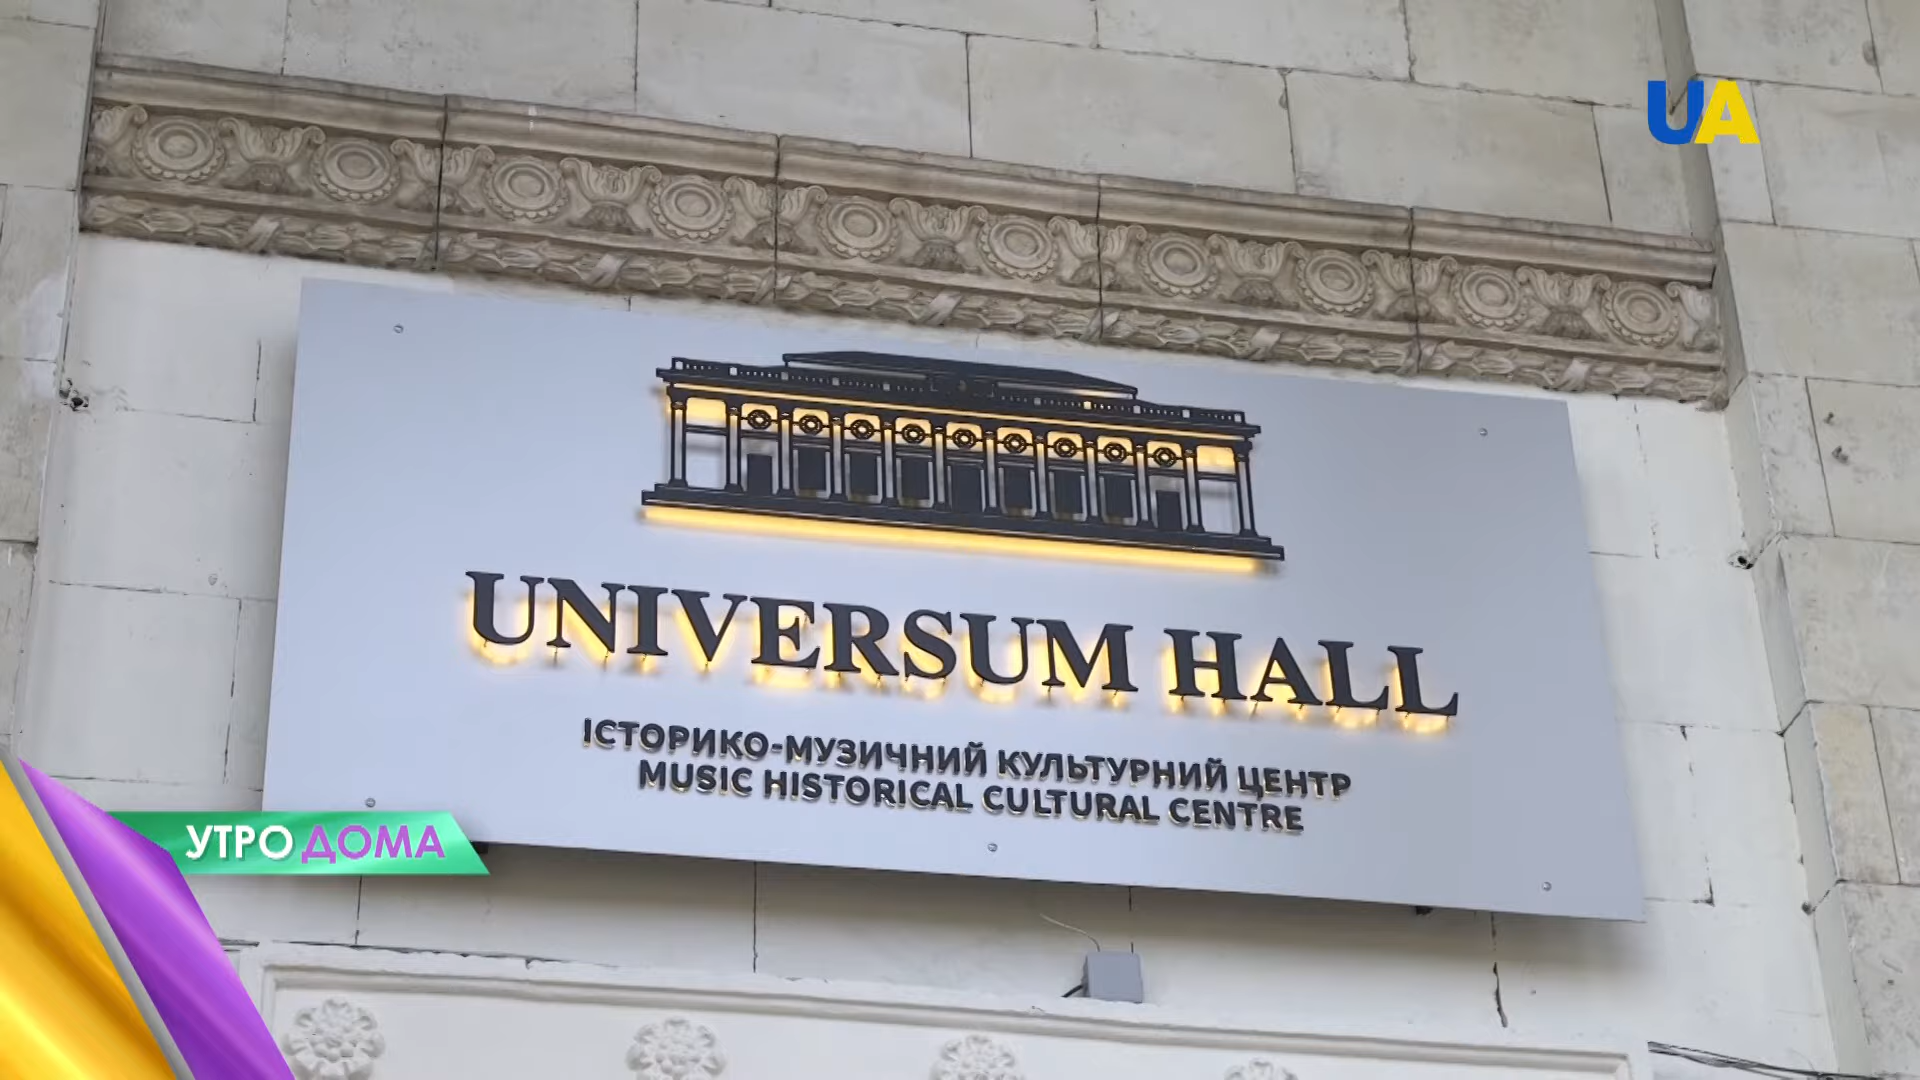 UA
UNIVERSUM HALL
ІСТОРИКО-МУЗИЧНИЙ КУЛЬТУРНИЙ ЦЕНТР
MUSIC HISTORICAL CULTURAL CENTRE
УТРО ДОМА